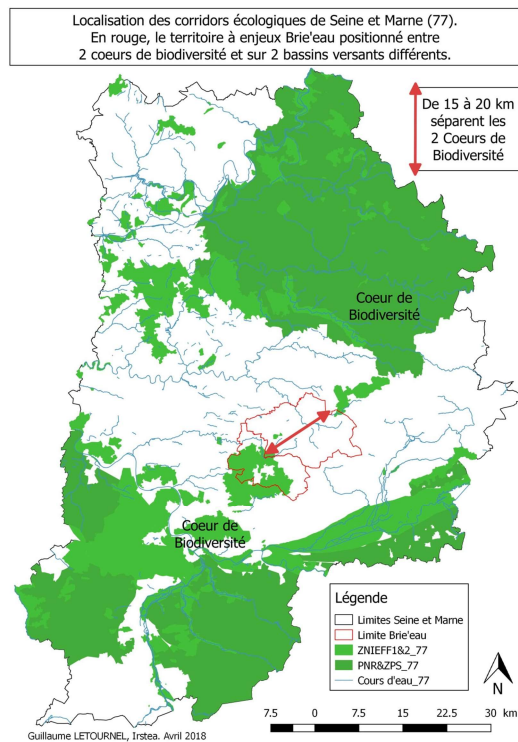 Localisation des corridors écologiques de Seine et Marne (77).
En rouge, le territoire à enjeux Brie'eau positionné entre
2 coeurs de biodiversité et sur 2 bassins versants différents.
De 15 à 20 km
séparent les
2 Coeurs de
Biodiversité
Coeur de
Biodiversité
Coeur de
Biodiversité
Légende
Limites Seine et Marne
Limite Brie'eau
ZNIEFF1&2_77
PNR&ZPS_77
Cours d'eau_77
N
7.5 0 7.5 15 22.5 30 km
Guillaume LETOURNEL, Irstea. Avril 2018